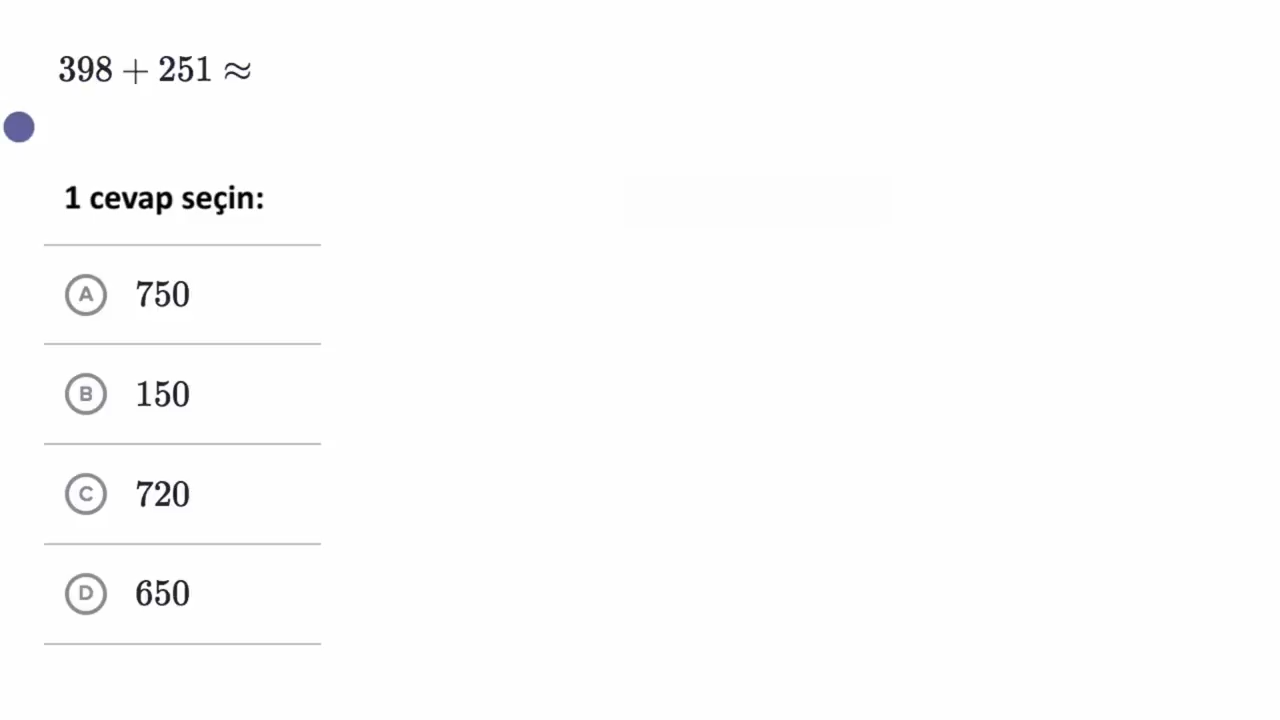 398 + 251 ≈
1 cevap seçin:
A 750
B 150
C 720
D 650